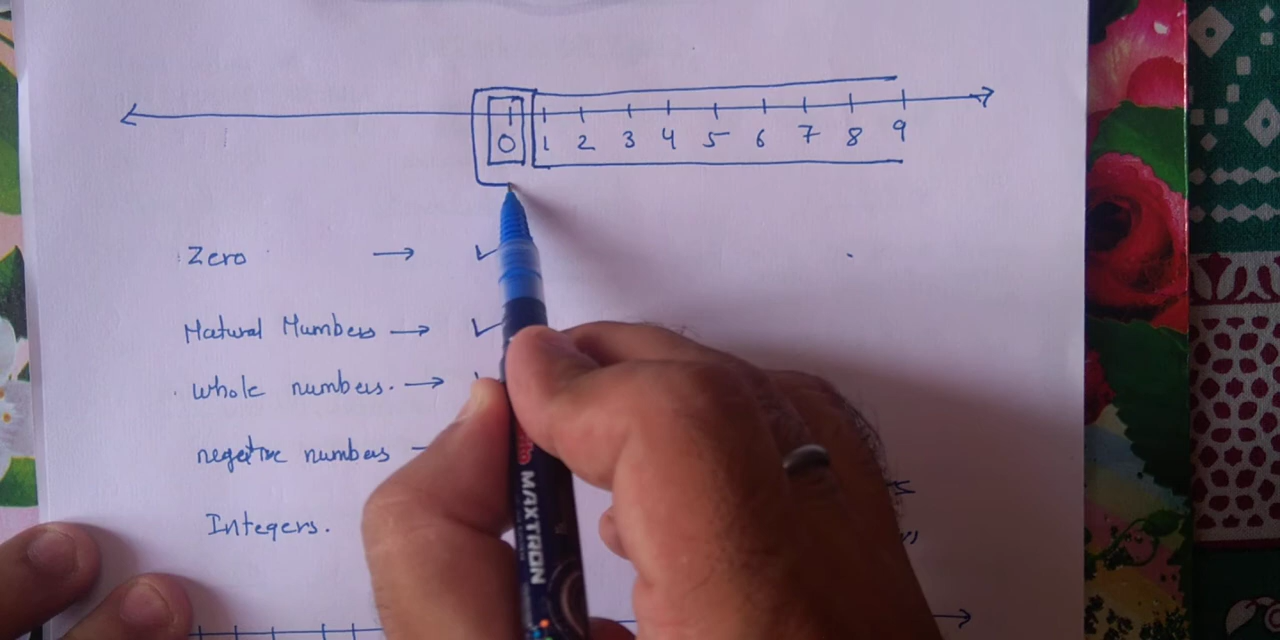 0 1 2 3 4 5 6 7 8 9
Zero → ✓
Natural Numbers → ✓
whole numbers. →
negative numbers
Integers.
MAXTRON